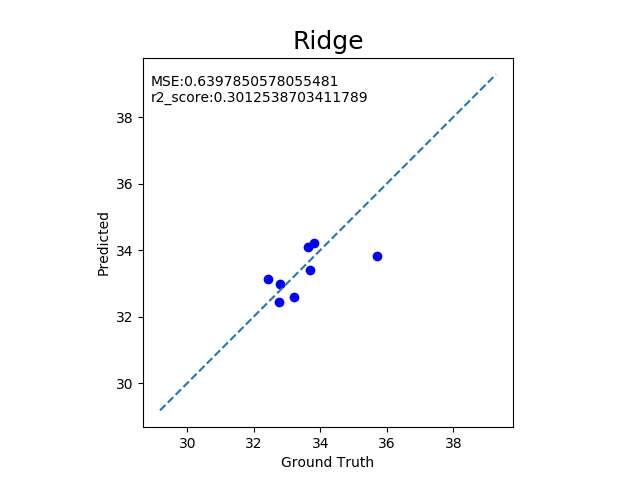 Ridge
MSE:0.6397850578055481
r2_score:0.3012538703411789
38
36
34
32
30
Predicted
30 32 34 36 38
Ground Truth